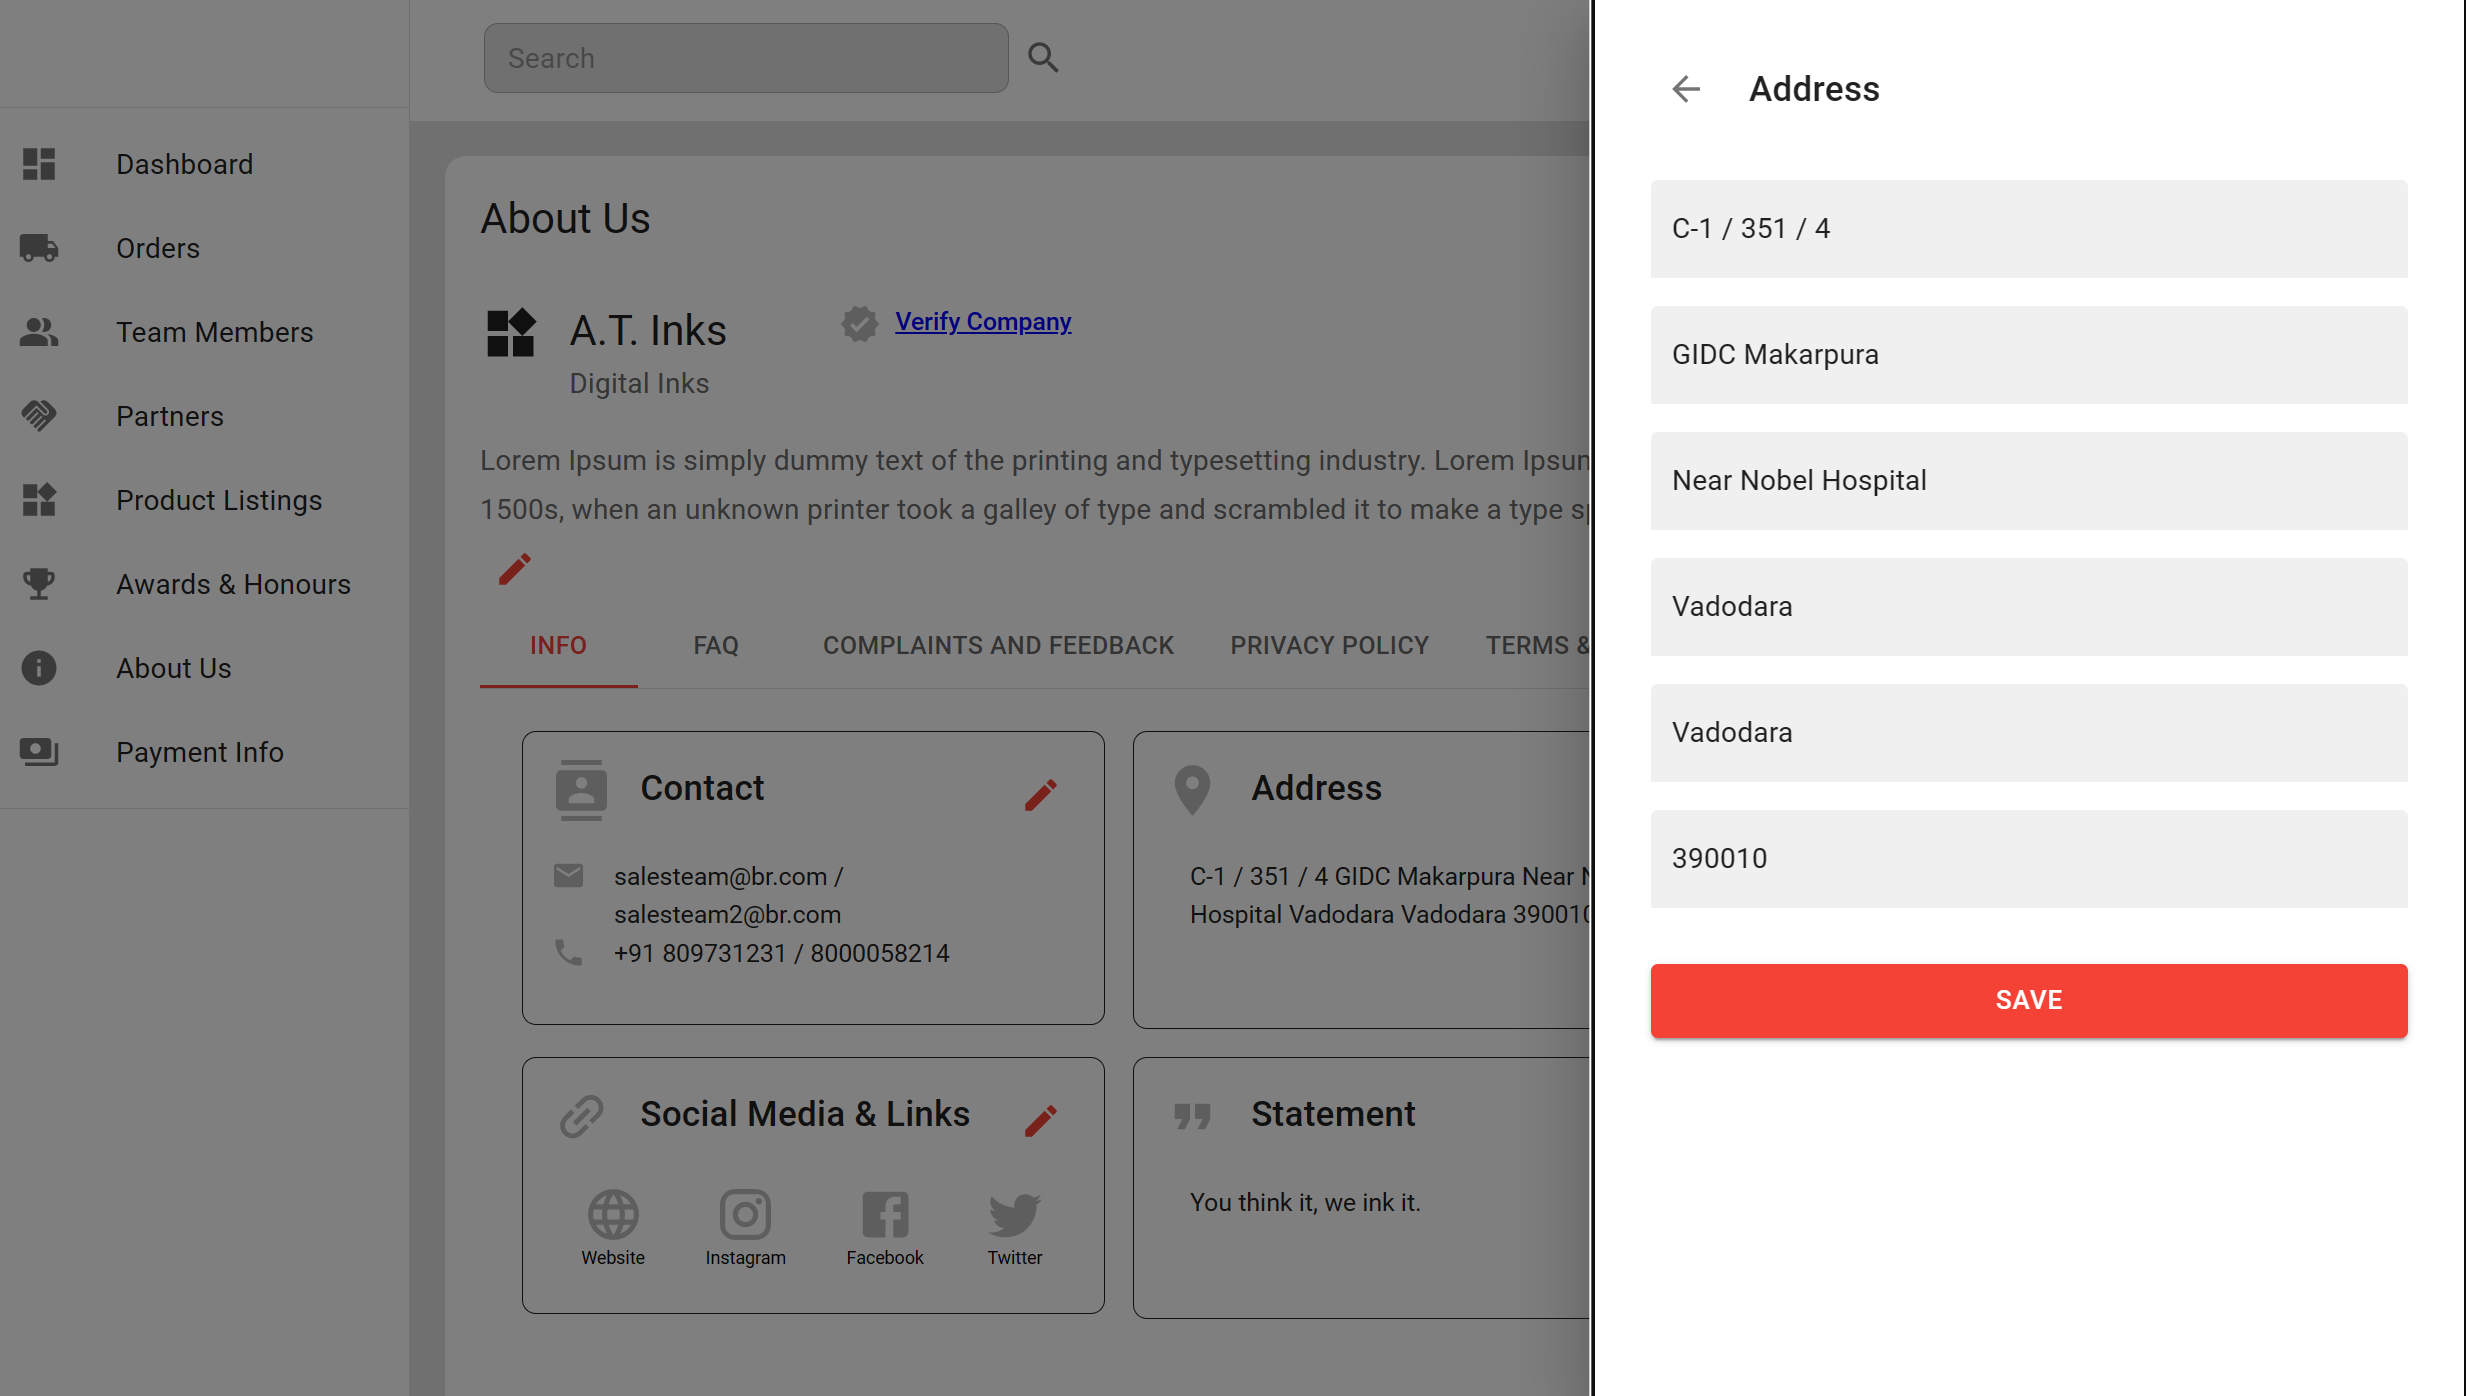 Search
Dashboard
Orders
Team Members
Partners
Product Listings
Awards & Honours
About Us
Payment Info
About Us
A.T. Inks
Verify Company
Digital Inks
Lorem Ipsum is simply dummy text of the printing and typesetting industry. Lorem Ipsum
1500s, when an unknown printer took a galley of type and scrambled it to make a type
INFO
FAQ
COMPLAINTS AND FEEDBACK
PRIVACY POLICY
TERMS &
Contact
salesteam@br.com /
salesteam2@br.com
+91 809731231 / 8000058214
Address
C-1 / 351 / 4 GIDC Makarpura Near
Hospital Vadodara Vadodara 390010
Social Media & Links
Website
Instagram
Facebook
Twitter
Statement
You think it, we ink it.
Address
C-1 / 351 / 4
GIDC Makarpura
Near Nobel Hospital
Vadodara
Vadodara
390010
SAVE